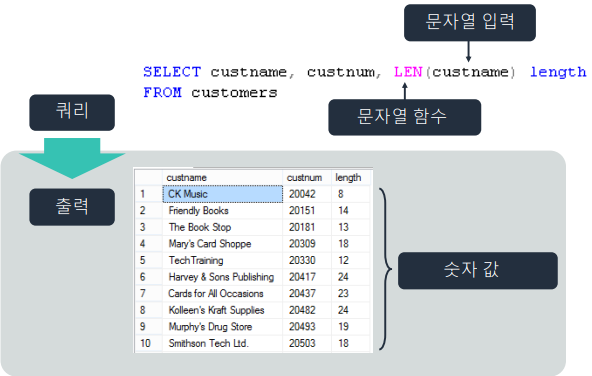 문자열 입력
SELECT custname, custnum, LEN(custname) length
FROM customers
쿼리
문자열 함수
출력
custname custnum length
1 CK Music 20042 8
2 Friendly Books 20151 14
3 The Book Stop 20181 13
4 Mary's Card Shoppe 20309 18
5 TechTraining 20330 12
6 Harvey & Sons Publishing 20417 24
7 Cards for All Occasions 20437 23
8 Kolleen's Kraft Supplies 20482 24
9 Murphy's Drug Store 20493 19
10 Smithson Tech Ltd. 20503 18
숫자 값